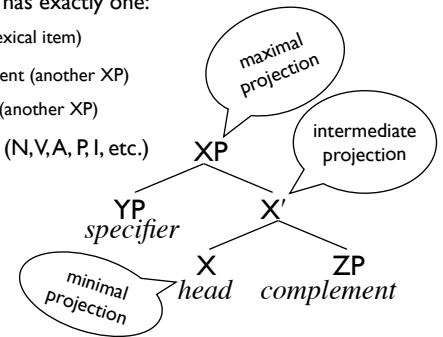 has exactly one:
exical item)
ent (another XP)
(another XP)
(N, V, A, P, I, etc.)
maximal
projection
intermediate
projection
XP
YP
specifier
X′
minimal
projection
X
head
ZP
complement